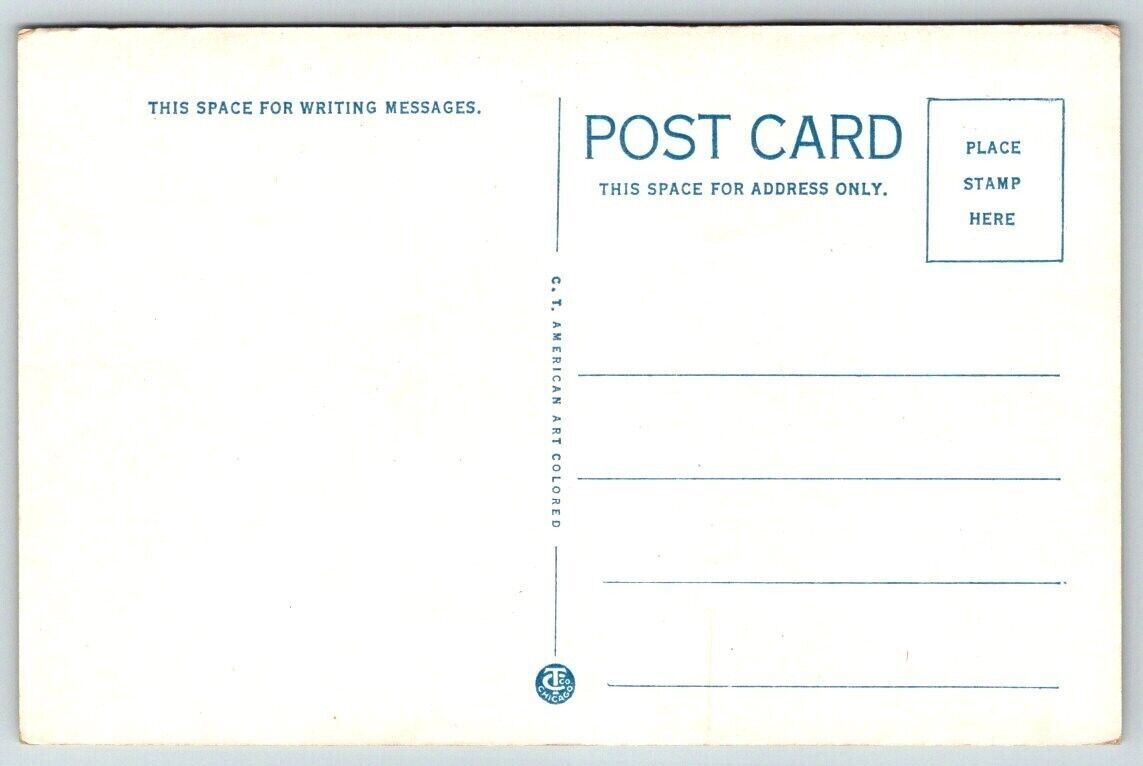 THIS SPACE FOR WRITING MESSAGES.
POST CARD
THIS SPACE FOR ADDRESS ONLY.
PLACE
STAMP
HERE
C. T. AMERICAN ART COLORED
CT CO.
CHICAGO